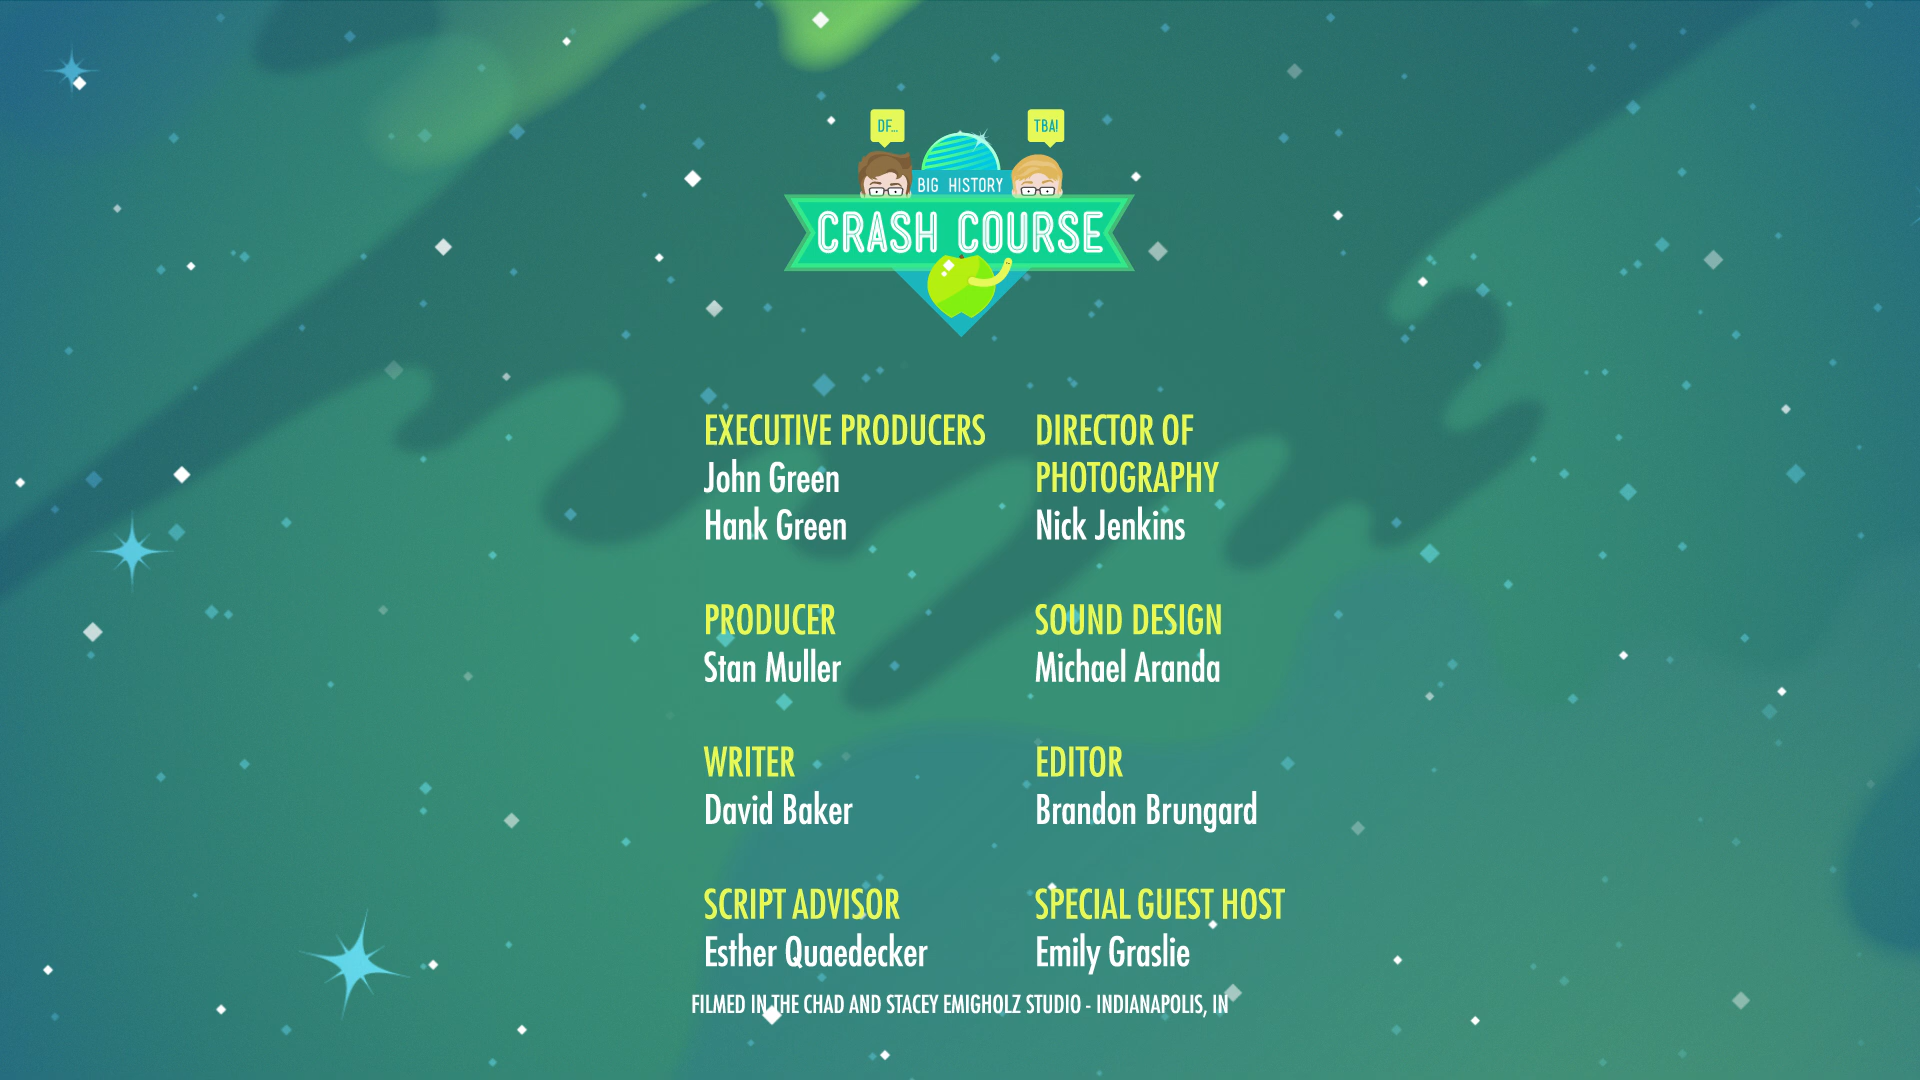 DF...
TBA!
BIG HISTORY
CRASH COURSE
EXECUTIVE PRODUCERS
John Green
Hank Green
DIRECTOR OF
PHOTOGRAPHY
Nick Jenkins
PRODUCER
Stan Muller
SOUND DESIGN
Michael Aranda
WRITER
David Baker
EDITOR
Brandon Brungard
SCRIPT ADVISOR
Esther Quaedecker
SPECIAL GUEST HOST
Emily Graslie
FILMED IN THE CHAD AND STACEY EMIGHOLZ STUDIO - INDIANAPOLIS, IN